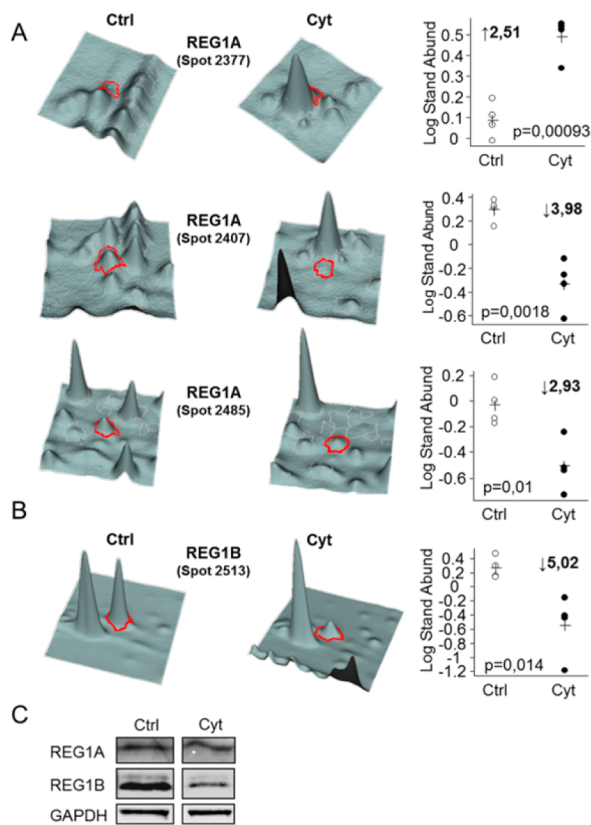 A
Ctrl
REG1A
(Spot 2377)
Cyt
Log Stand Abund
0.5
0.4
0.3
0.2
0.1
0
↑2,51
p=0,00093
Ctrl Cyt
REG1A
(Spot 2407)
Log Stand Abund
0.4
0.2
0
-0.2
-0.4
-0.6
↓3,98
p=0,0018
Ctrl Cyt
REG1A
(Spot 2485)
Log Stand Abund
0.2
0
-0.2
-0.4
-0.6
↓2,93
p=0,01
Ctrl Cyt
B
Ctrl
REG1B
(Spot 2513)
Cyt
Log Stand Abund
0.4
0.2
0
-0.2
-0.4
-0.6
-0.8
-1
-1.2
↓5,02
p=0,014
Ctrl Cyt
C
Ctrl Cyt
REG1A
REG1B
GAPDH